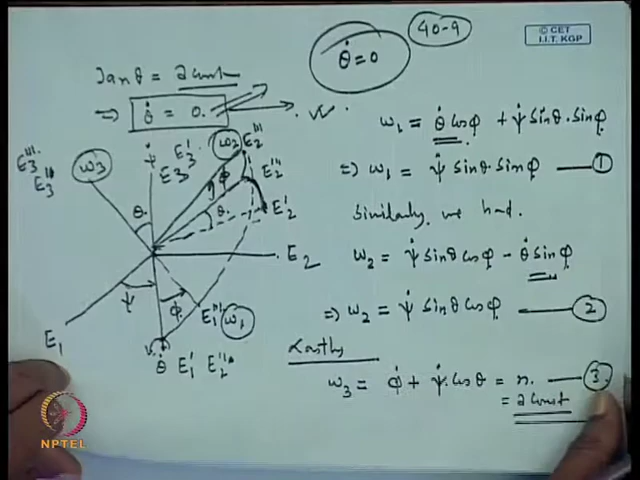 40-9
© CET
I.I.T. KGP
θ̇ = 0
Tan θ = a const
⇒ θ̇ = 0.
ω₁ = θ̇ cos φ + ψ̇ sin θ . sin φ
⇒ ω₁ = ψ̇ sin θ sin φ — 1
Similarly we had.
ω₂ = ψ̇ sin θ cos φ - θ̇ sin φ
⇒ ω₂ = ψ̇ sin θ cos φ — 2
Lastly
ω₃ = φ̇ + ψ̇ . cos θ = n. — 3
= a const
E₃''' E₃''
ω₃
ψ̇
E₃' E₃
ω₂
E₂'''
φ
E₂''
θ
θ
E₂'
E₂
E₁
ψ
φ
E₁''' ω₁
θ̇ E₁' E₂''
NPTEL